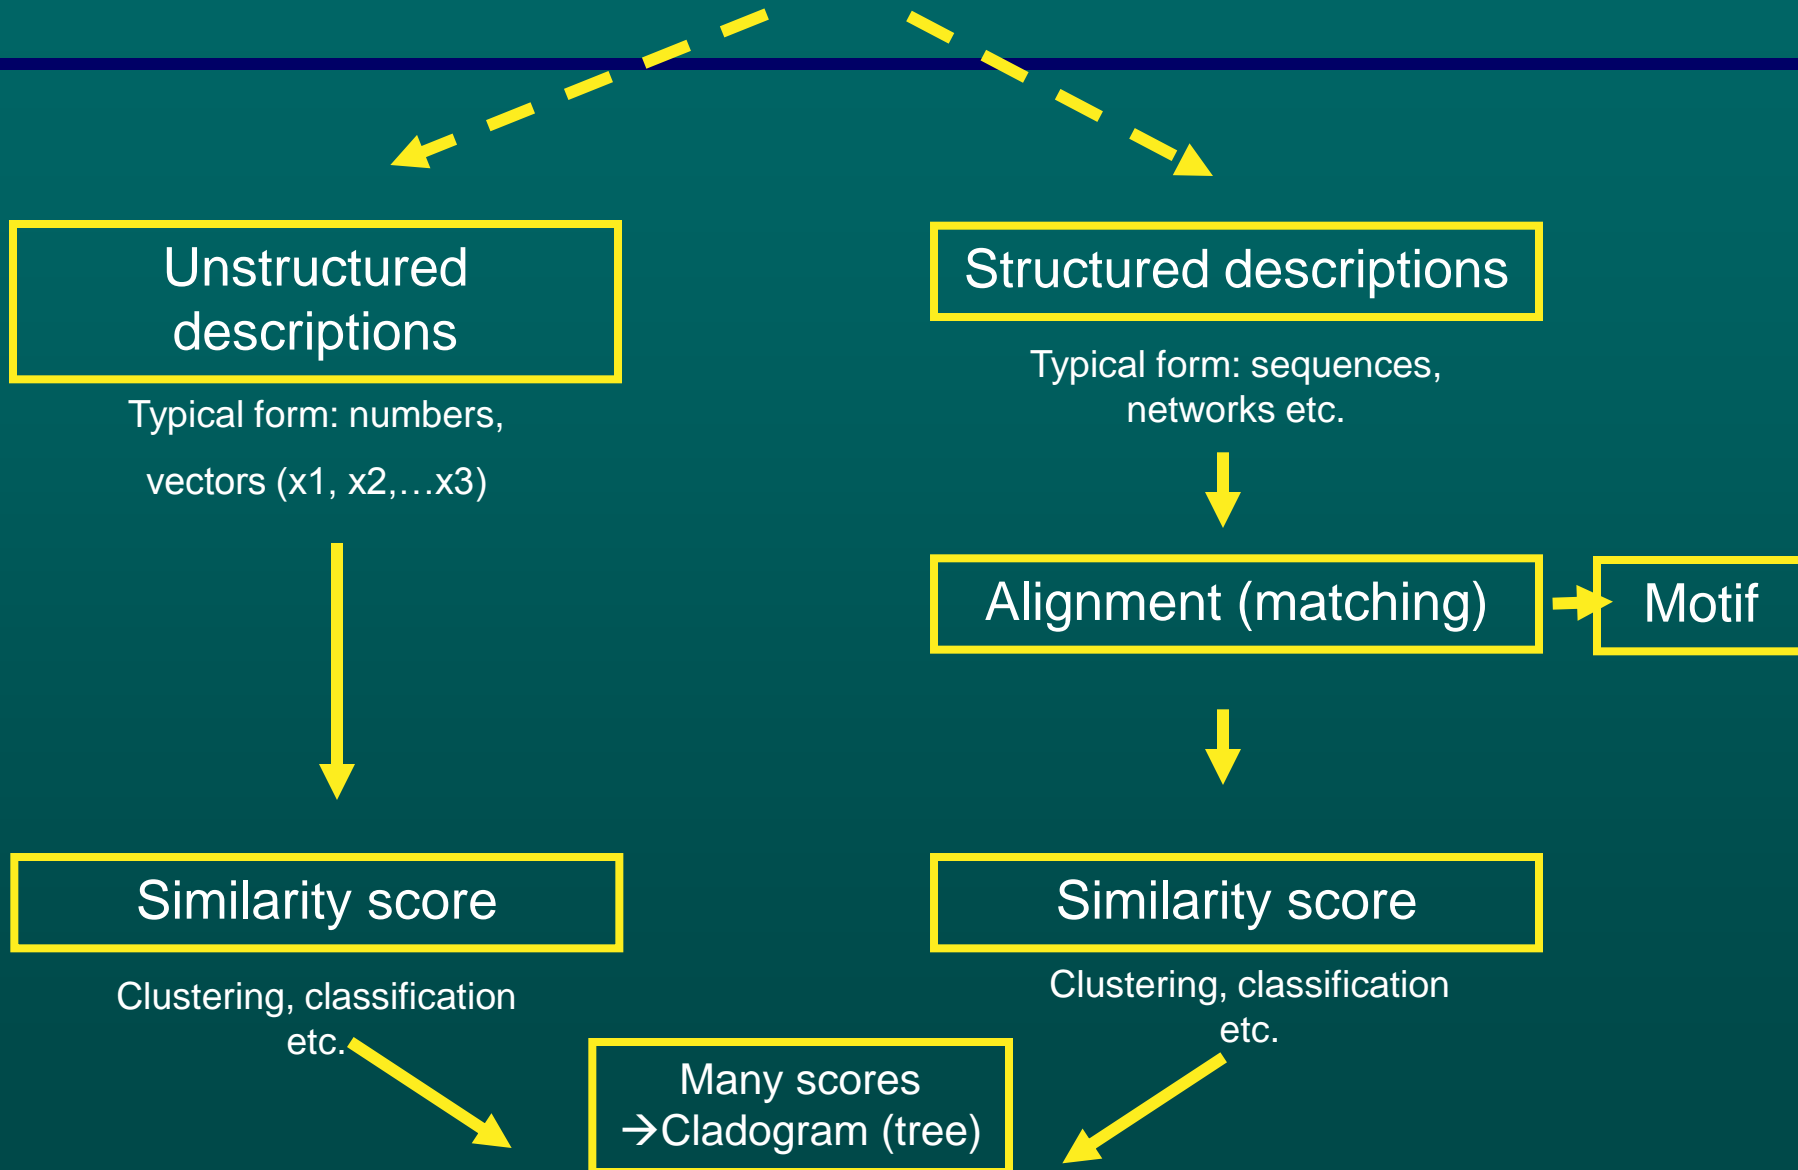 Unstructured
descriptions
Typical form: numbers,
vectors (x1, x2,…x3)
Structured descriptions
Typical form: sequences,
networks etc.
Alignment (matching)
Motif
Similarity score
Clustering, classification
etc.
Similarity score
Clustering, classification
etc.
Many scores
→Cladogram (tree)